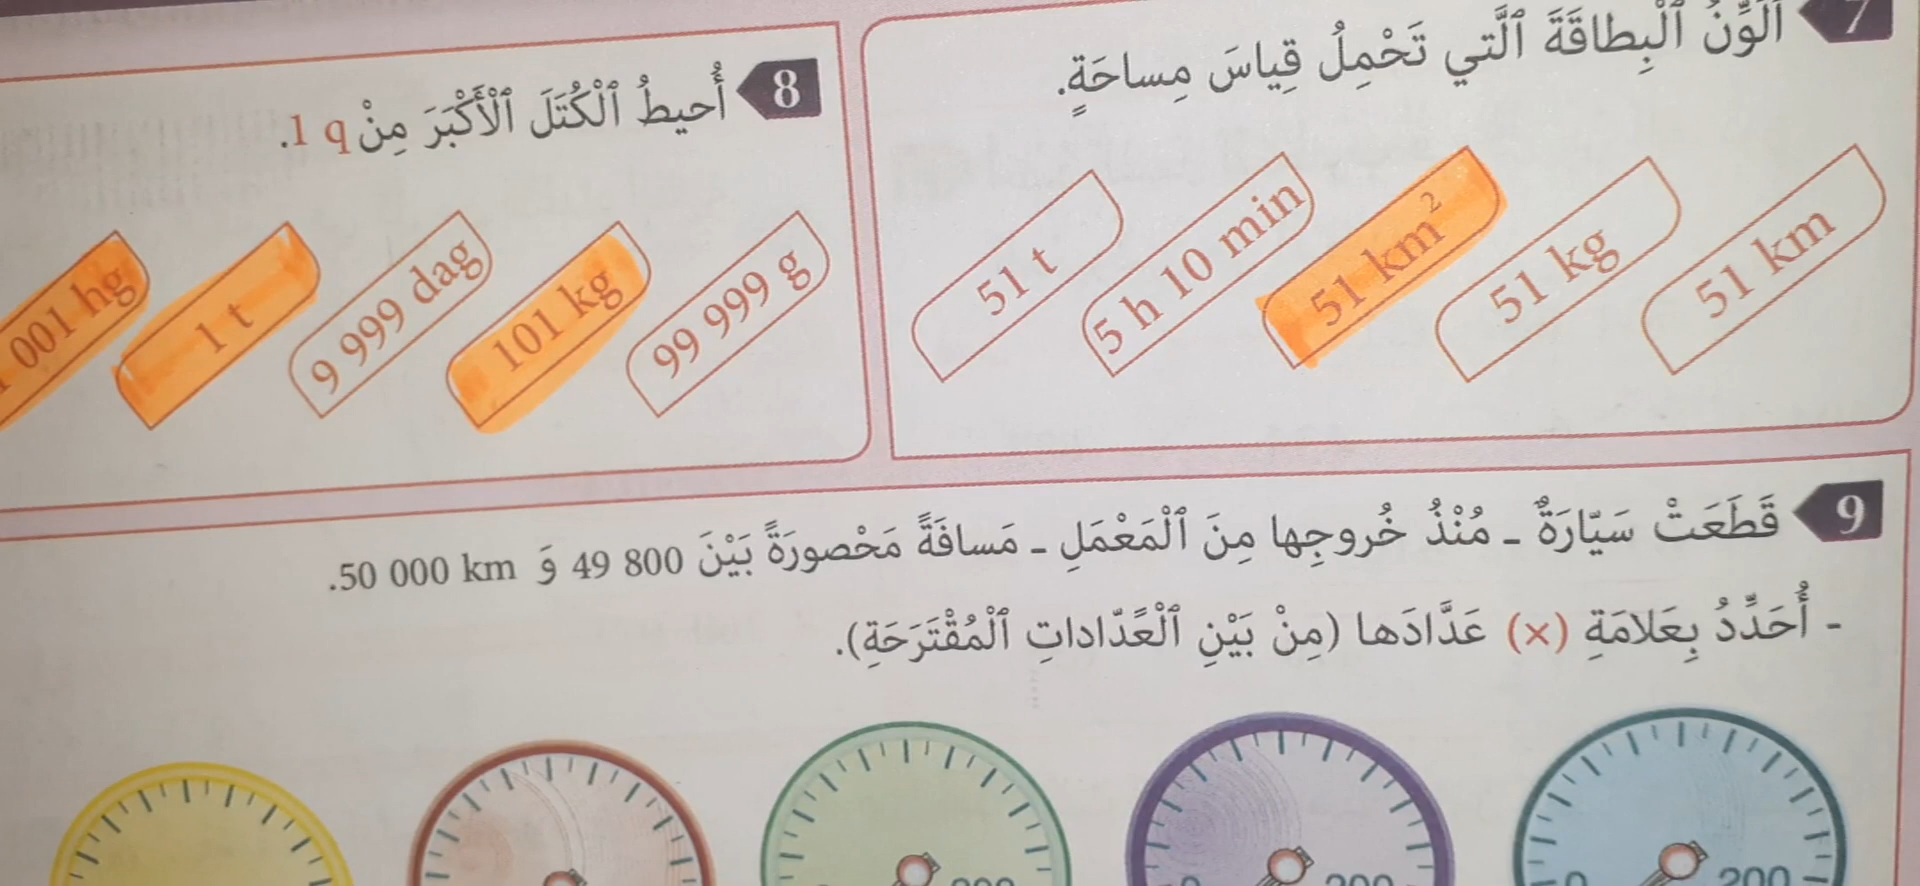 7 أُلَوِّنُ ٱلْبِطاقَةَ ٱلَّتي تَحْمِلُ قِياسَ مِساحَةٍ.
51 km
51 kg
51 km²
5 h 10 min
51 t
8 أُحيطُ ٱلْكُتَلَ ٱلْأَكْبَرَ مِنْ 1 q.
99 999 g
101 kg
9 999 dag
1 t
001 hg
9 قَطَعَتْ سَيّارَةٌ - مُنْذُ خُروجِها مِنَ ٱلْمَعْمَلِ - مَسافَةً مَحْصورَةً بَيْنَ 49 800 وَ 50 000 km.
- أُحَدِّدُ بِعَلامَةِ (×) عَدَّادَها (مِنْ بَيْنِ ٱلْعَدّاداتِ ٱلْمُقْتَرَحَةِ).
200